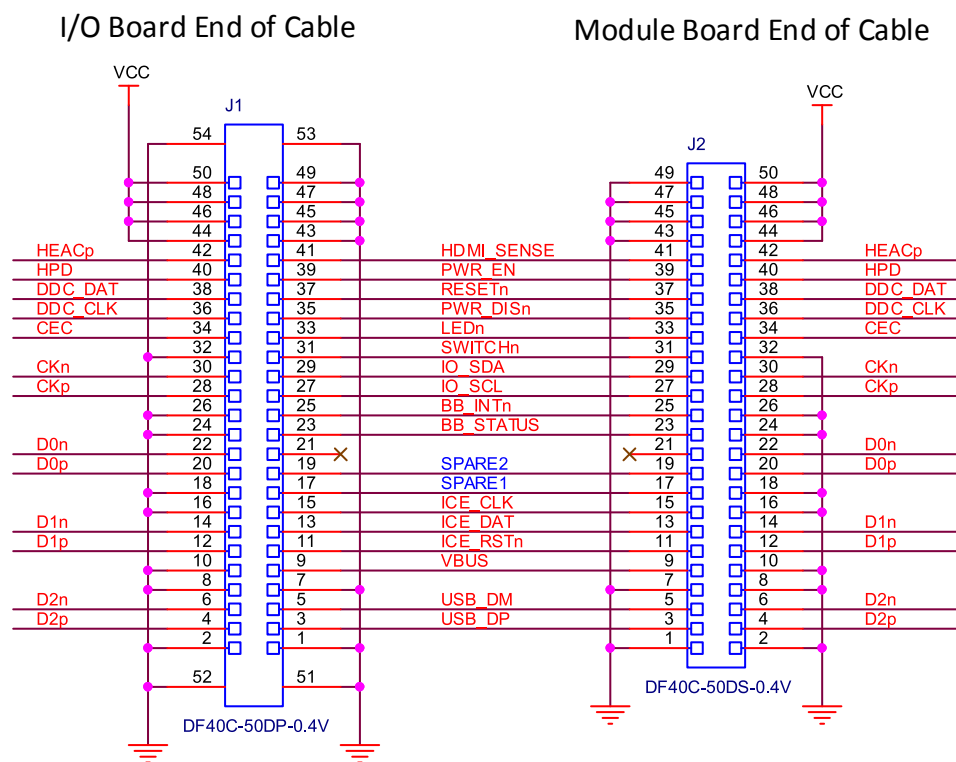 I/O Board End of Cable Module Board End of Cable
VCC VCC
J1 J2
54 53
50 49 49 50
48 47 47 48
46 45 45 46
44 43 43 44
HEACp 42 41 HDMI_SENSE 41 42 HEACp
HPD 40 39 PWR_EN 39 40 HPD
DDC_DAT 38 37 RESETn 37 38 DDC_DAT
DDC_CLK 36 35 PWR_DISn 35 36 DDC_CLK
CEC 34 33 LEDn 33 34 CEC
32 31 SWITCHn 31 32
CKn 30 29 IO_SDA 29 30 CKn
CKp 28 27 IO_SCL 27 28 CKp
26 25 BB_INTn 25 26
24 23 BB_STATUS 23 24
D0n 22 21 21 22 D0n
D0p 20 19 SPARE2 19 20 D0p
18 17 SPARE1 17 18
16 15 ICE_CLK 15 16
D1n 14 13 ICE_DAT 13 14 D1n
D1p 12 11 ICE_RSTn 11 12 D1p
10 9 VBUS 9 10
8 7 7 8
D2n 6 5 USB_DM 5 6 D2n
D2p 4 3 USB_DP 3 4 D2p
2 1 1 2
52 51
DF40C-50DP-0.4V DF40C-50DS-0.4V